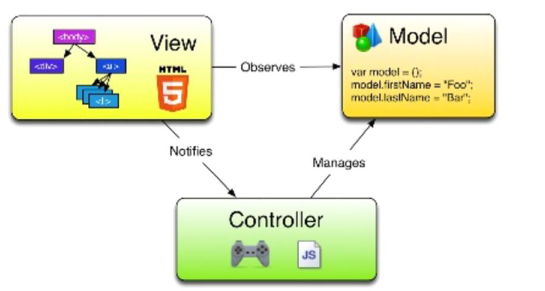 <body>
View
<div>
<ul>
<li>
HTML
5
Observes
Model
var model = {};
model.firstName = "Foo";
model.lastName = "Bar";
Notifies
Manages
Controller
JS